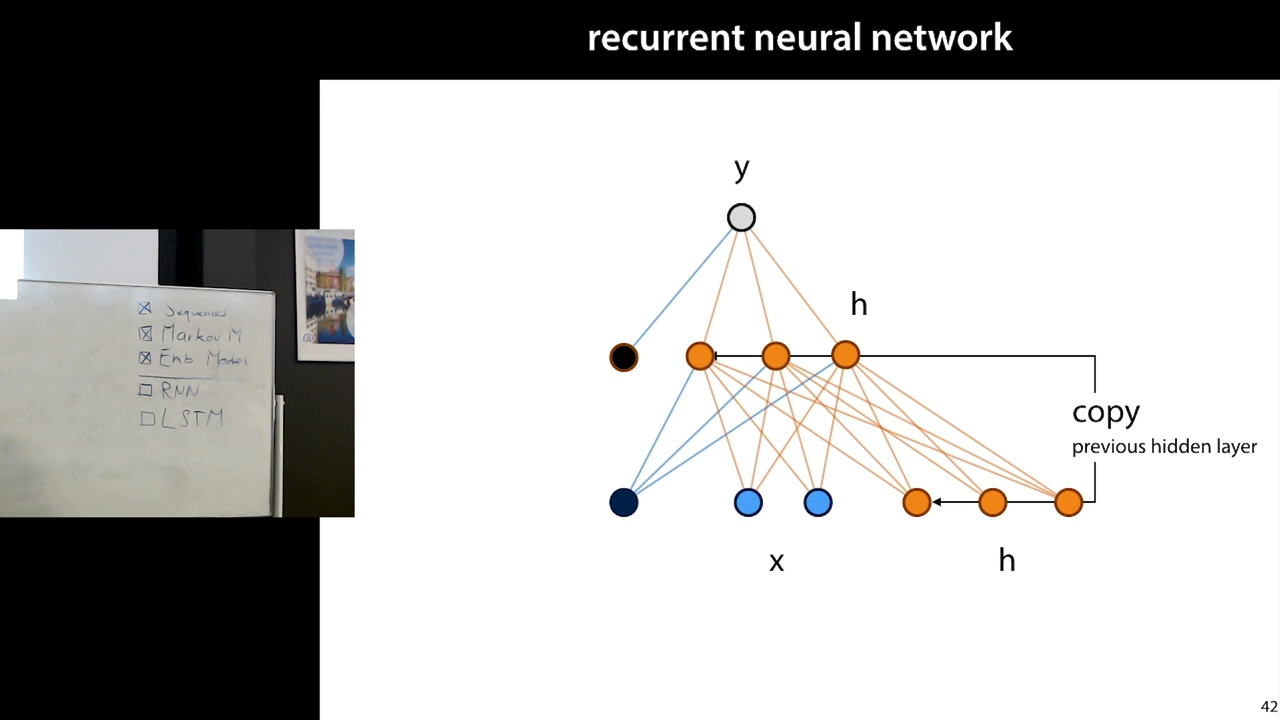 recurrent neural network
y
h
copy
previous hidden layer
x
h
42
Sequences
Markov M
Emb Model
RNN
LSTM